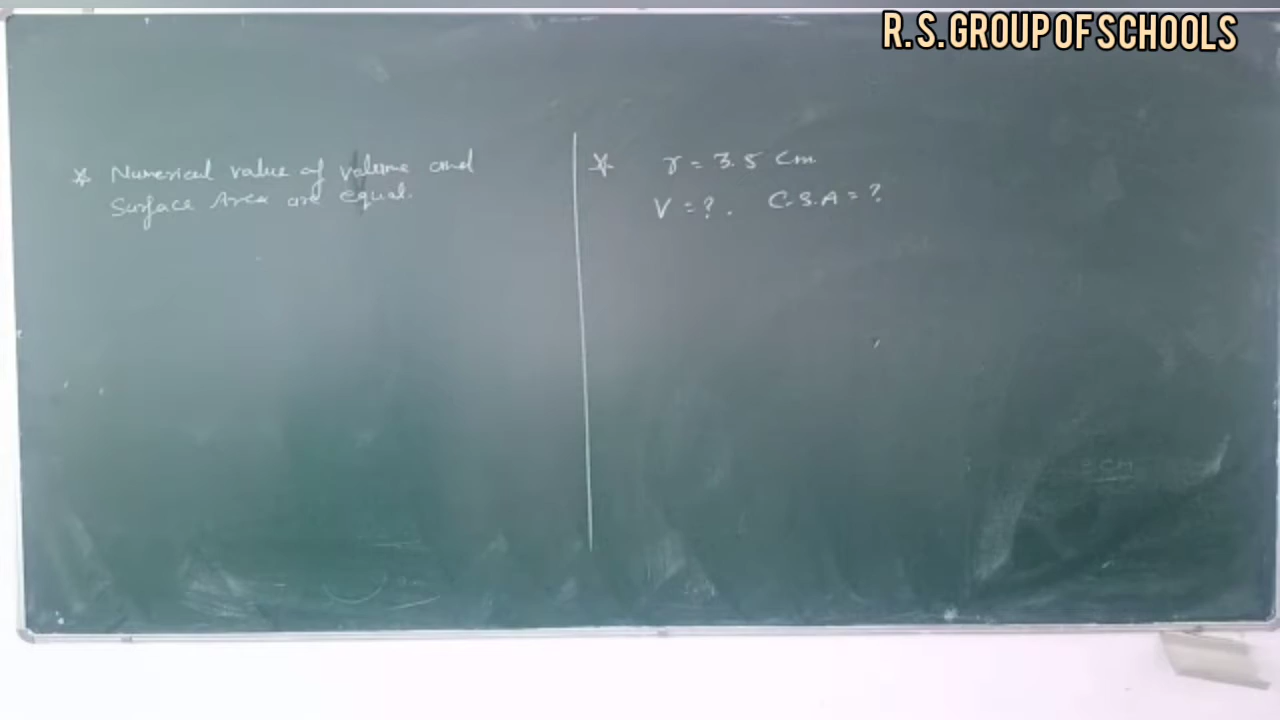 R. S. GROUP OF SCHOOLS
* Numerical value of volume and
Surface Area are equal.
* r = 3.5 Cm.
V = ? . C.S.A = ?